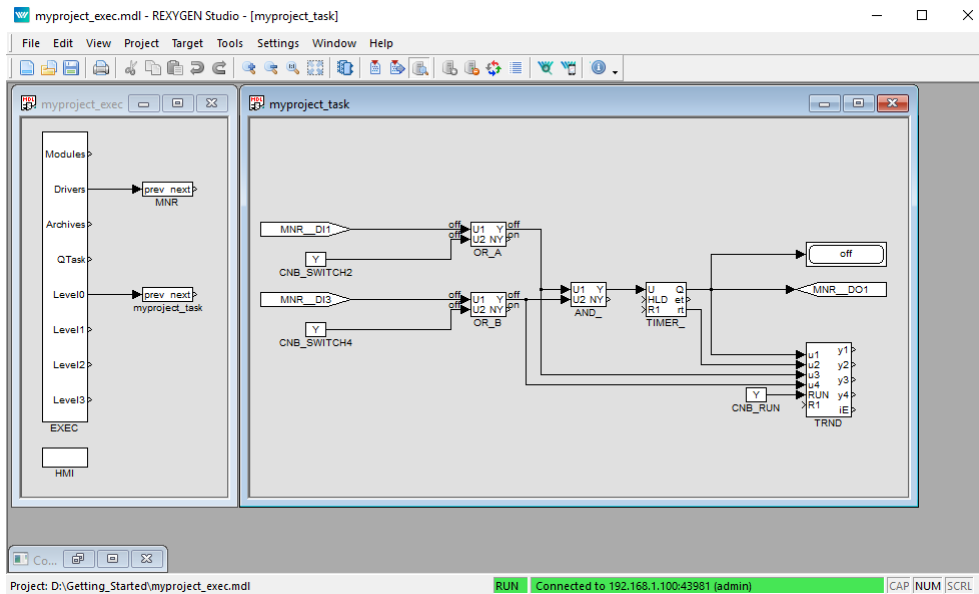 myproject_exec.mdl - REXYGEN Studio - [myproject_task]
File Edit View Project Target Tools Settings Window Help
myproject_exec
Modules
Drivers
prev next
MNR
Archives
QTask
Level0
prev next
myproject_task
Level1
Level2
Level3
EXEC
HMI
myproject_task
MNR__DI1
off
off
U1 Y
U2 NY
off
on
OR_A
Y
CNB_SWITCH2
MNR__DI3
off
off
U1 Y
U2 NY
off
on
OR_B
Y
CNB_SWITCH4
U1 Y
U2 NY
AND_
U Q
HLD et
R1 rt
TIMER_
off
MNR__DO1
Y
CNB_RUN
u1 y1
u2 y2
u3 y3
u4 y4
RUN
R1 iE
TRND
Co...
Project: D:\Getting_Started\myproject_exec.mdl RUN Connected to 192.168.1.100:43981 (admin) CAP NUM SCRL